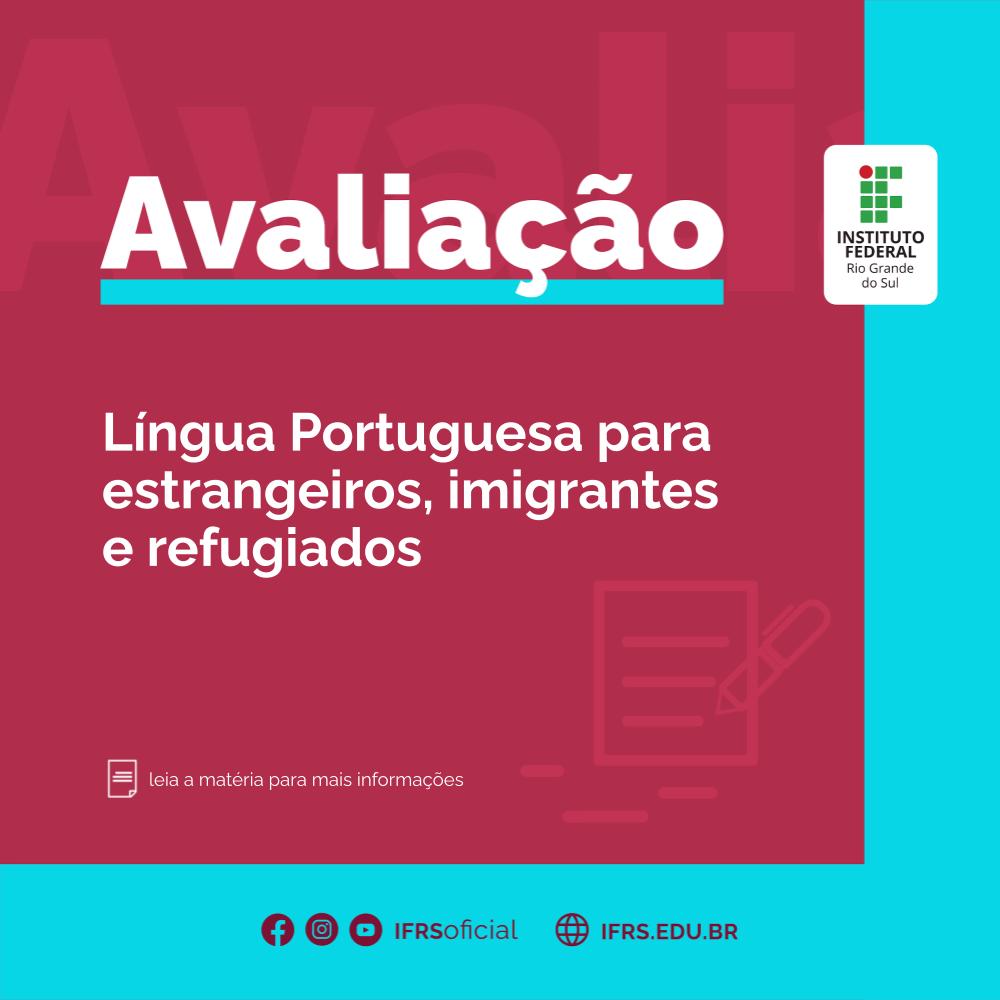 Avaliação
INSTITUTO
FEDERAL
Rio Grande
do Sul
Língua Portuguesa para
estrangeiros, imigrantes
e refugiados
leia a matéria para mais informações
IFRSoficial
IFRS.EDU.BR